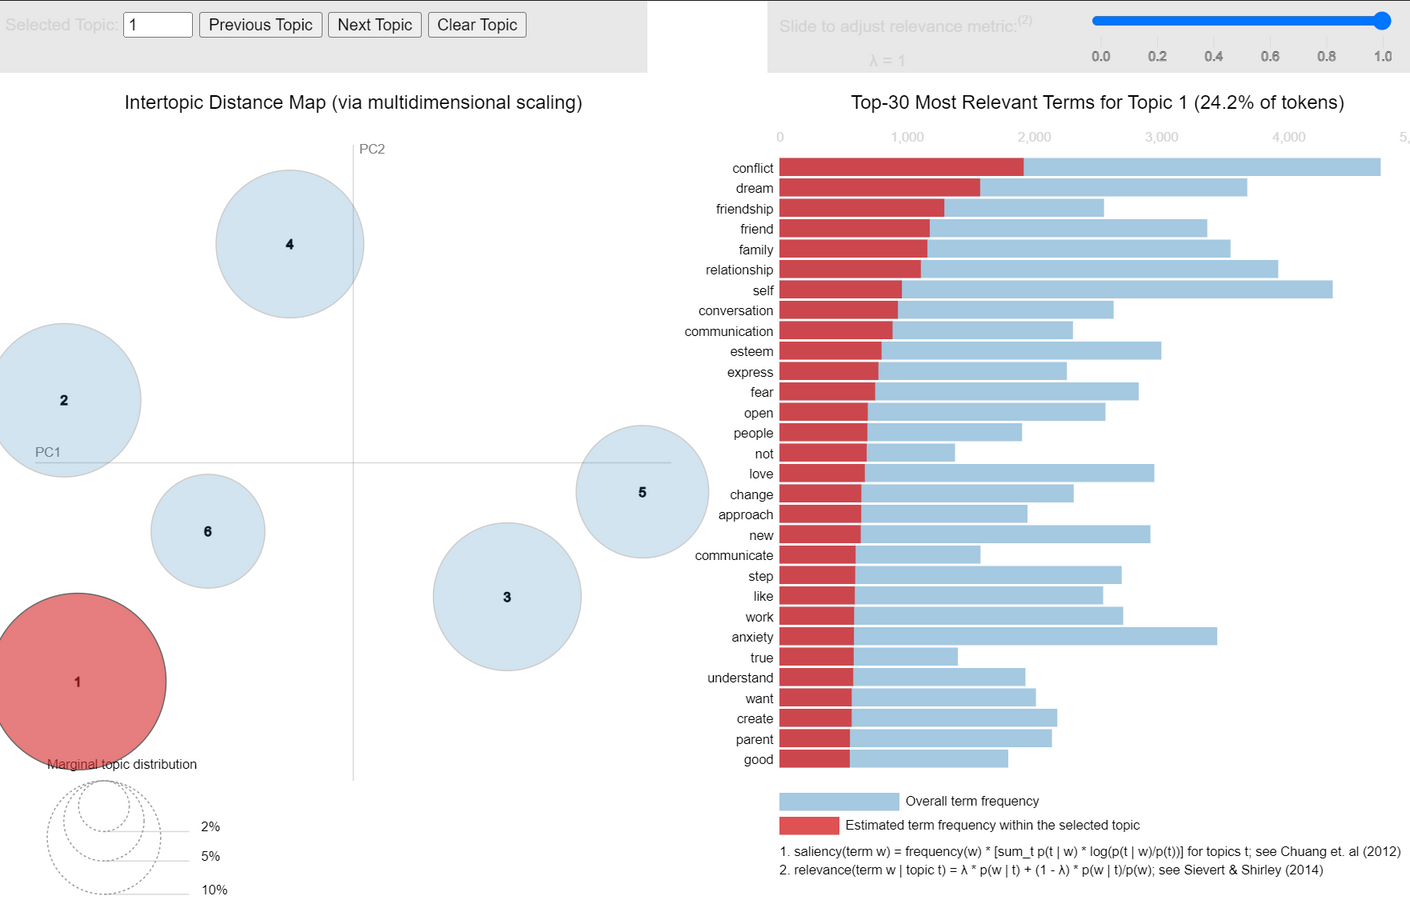 Selected Topic: 1 Previous Topic Next Topic Clear Topic
Slide to adjust relevance metric:(2)
λ = 1
0.0 0.2 0.4 0.6 0.8 1.0
Intertopic Distance Map (via multidimensional scaling)
PC2
PC1
4
2
5
6
3
1
Marginal topic distribution
2%
5%
10%
Top-30 Most Relevant Terms for Topic 1 (24.2% of tokens)
0 1,000 2,000 3,000 4,000 5,
conflict
dream
friendship
friend
family
relationship
self
conversation
communication
esteem
express
fear
open
people
not
love
change
approach
new
communicate
step
like
work
anxiety
true
understand
want
create
parent
good
Overall term frequency
Estimated term frequency within the selected topic
1. saliency(term w) = frequency(w) * [sum_t p(t | w) * log(p(t | w)/p(t))] for topics t; see Chuang et. al (2012)
2. relevance(term w | topic t) = λ * p(w | t) + (1 - λ) * p(w | t)/p(w); see Sievert & Shirley (2014)